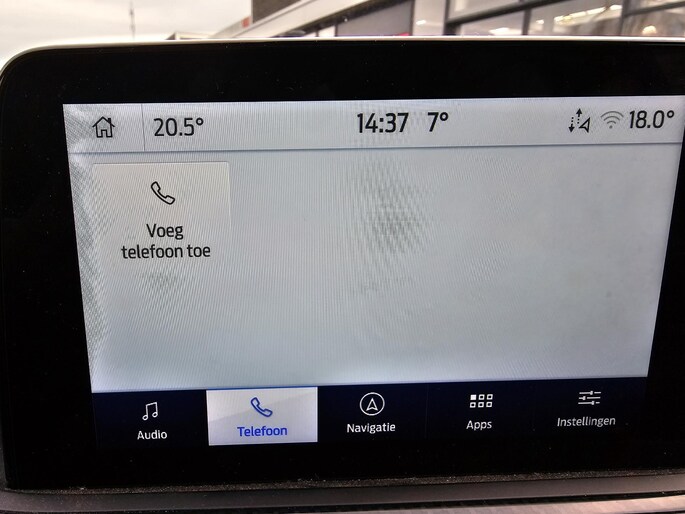 20.5° 14:37 7° 18.0°
Voeg
telefoon toe
Audio Telefoon Navigatie Apps Instellingen